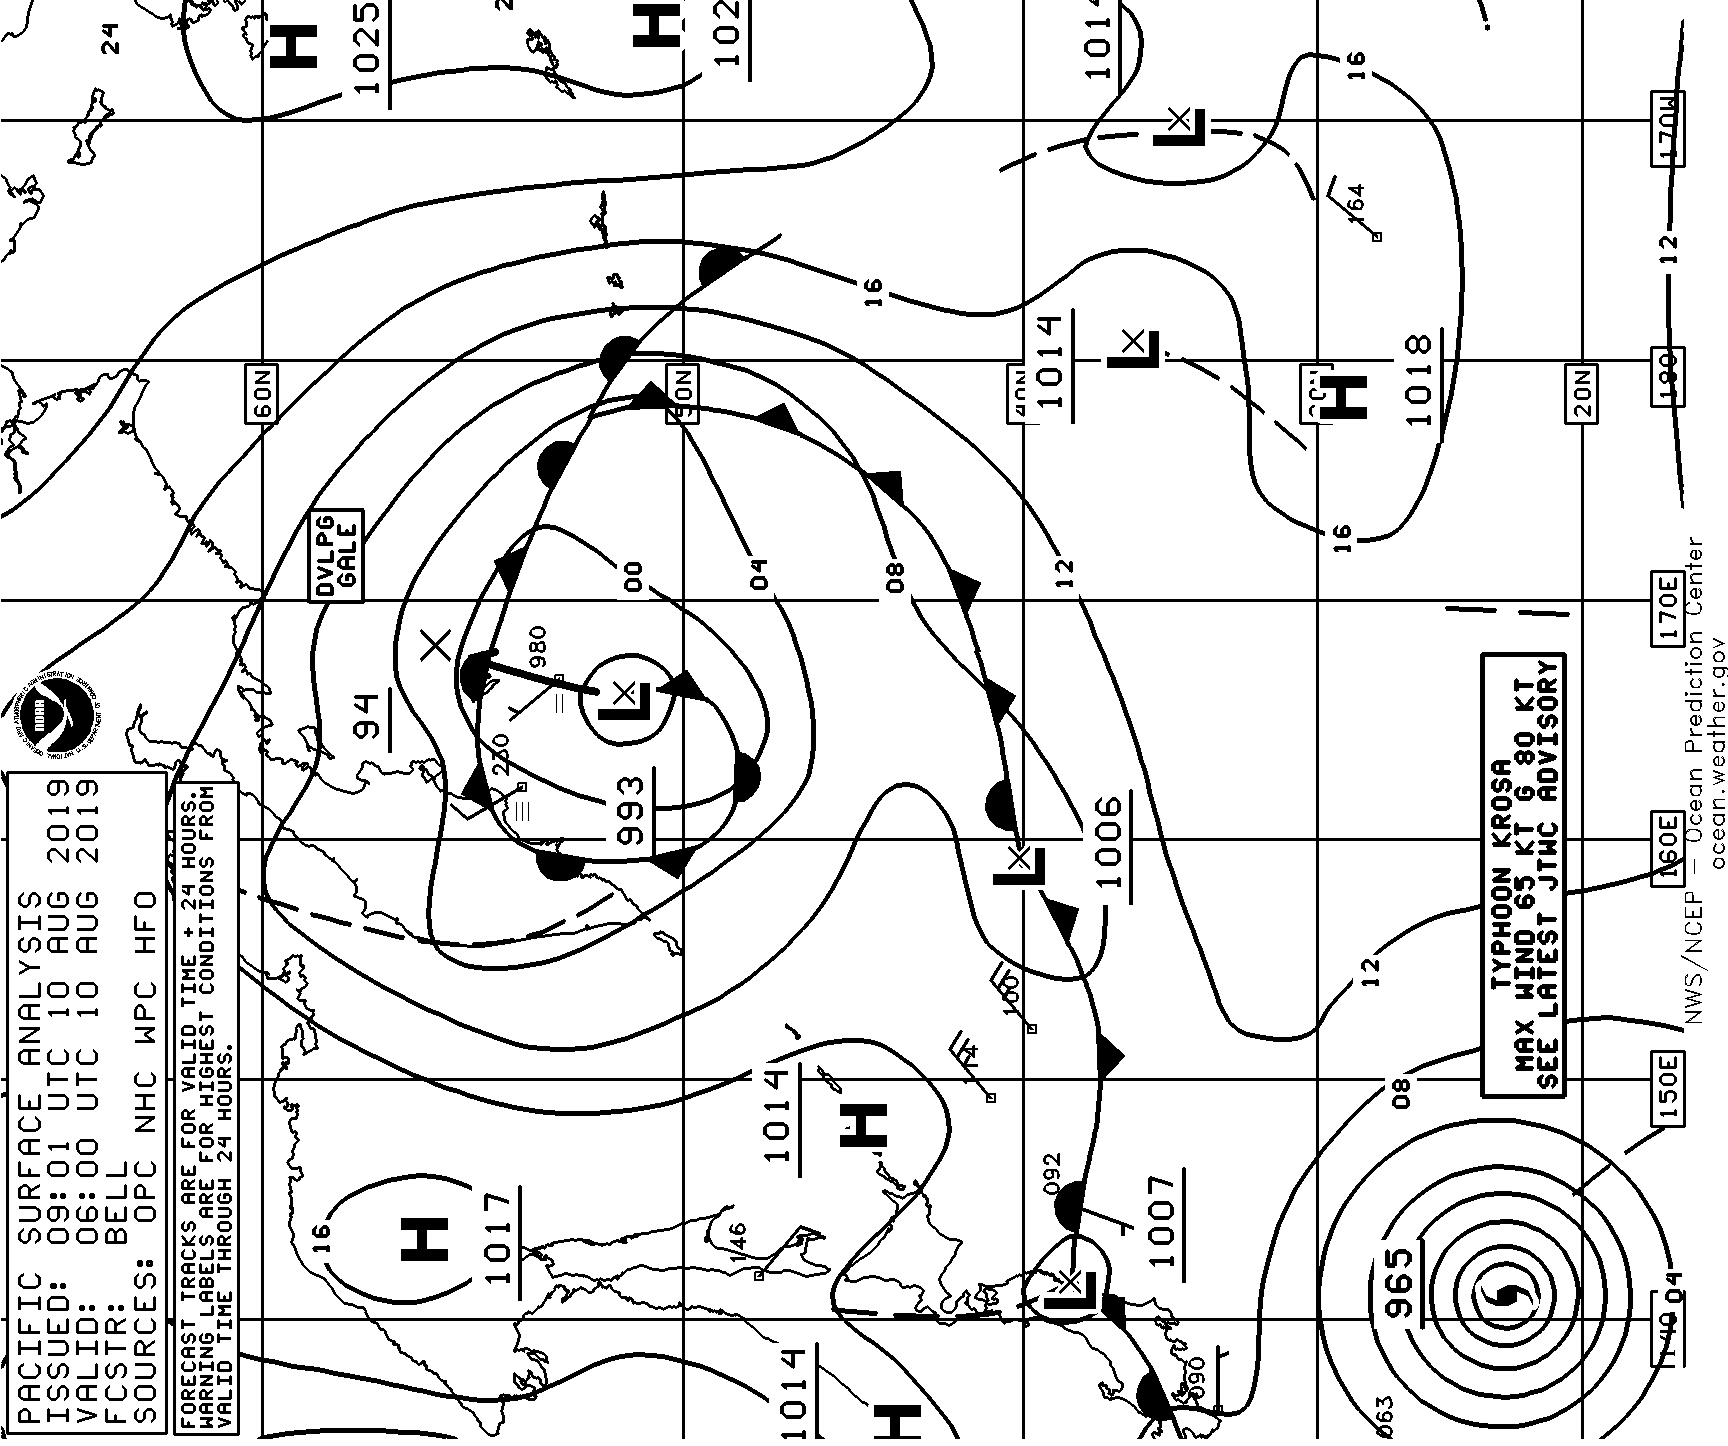 PACIFIC SURFACE ANALYSIS
ISSUED: 09:01 UTC 10 AUG 2019
VALID: 06:00 UTC 10 AUG 2019
FCSTR: BELL
SOURCES: OPC NHC WPC HFO
FORECAST TRACKS ARE FOR VALID TIME + 24 HOURS.
WARNING LABELS ARE FOR HIGHEST CONDITIONS FROM
VALID TIME THROUGH 24 HOURS.
NOAA
DVLPG
GALE
TYPHOON KROSA
MAX WIND 65 KT G 80 KT
SEE LATEST JTWC ADVISORY
NWS/NCEP – Ocean Prediction Center
ocean.weather.gov
24
H
1025
H
102
1014
16
170W
L
164
12
16
60N
50N
40N
1014
L
H
1018
180
20N
16
00
04
08
12
170E
94
980
L
993
230
L
1006
160E
12
100
14
08
150E
1014
H
16
H
1017
146
092
1007
L
965
04
140
1014
H
090
063